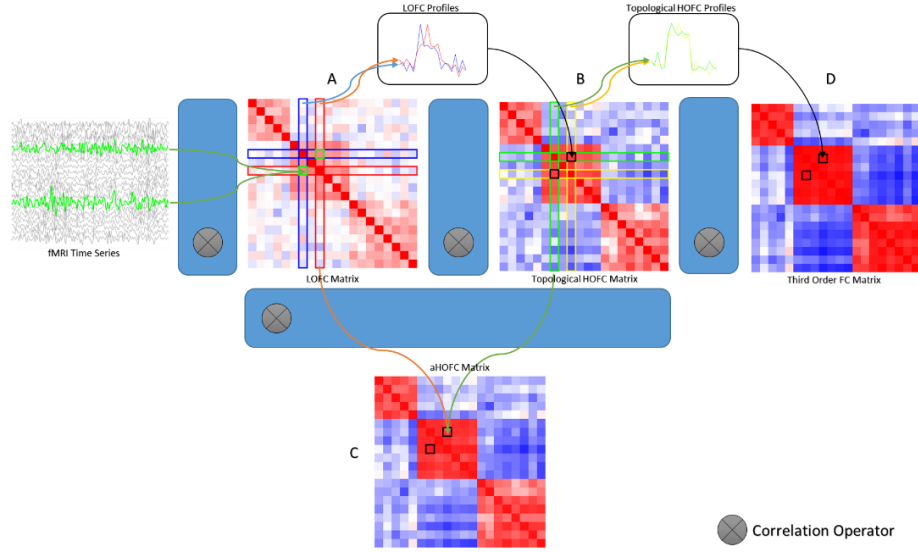 LOFC Profiles
Topological HOFC Profiles
A
B
D
fMRI Time Series
LOFC Matrix
Topological HOFC Matrix
Third Order FC Matrix
aHOFC Matrix
C
Correlation Operator